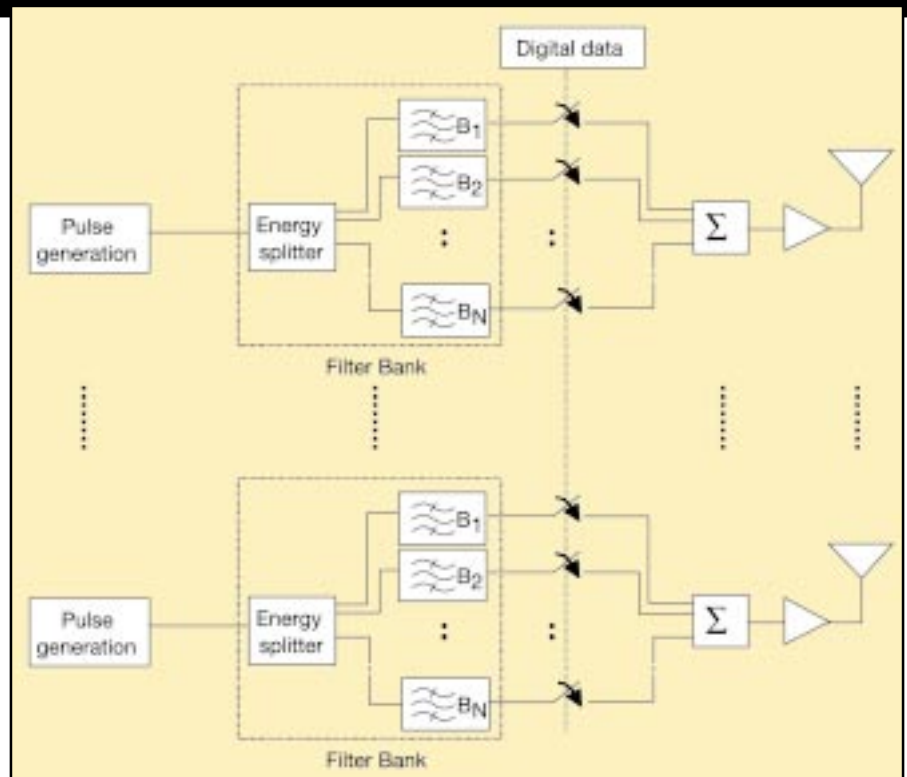 Digital data
B1
B2
Pulse generation
Energy splitter
Σ
BN
Filter Bank
B1
B2
Pulse generation
Energy splitter
Σ
BN
Filter Bank